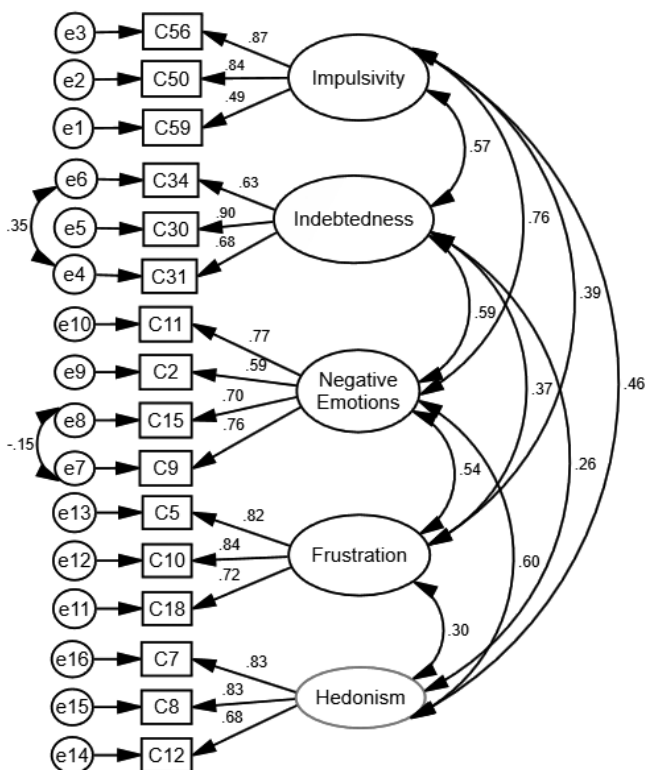 e3 C56 .87
e2 C50 .84 Impulsivity
e1 C59 .49
.57
e6 C34 .63
.35 e5 C30 .90 Indebtedness .76
e4 C31 .68
.39
e10 C11 .77 .59
e9 C2 .59 Negative
Emotions .37 .46
e8 C15 .70
-.15 .76
e7 C9 .54 .26
e13 C5 .82
e12 C10 .84 Frustration .60
e11 C18 .72
.30
e16 C7 .83
e15 C8 .83 Hedonism
e14 C12 .68